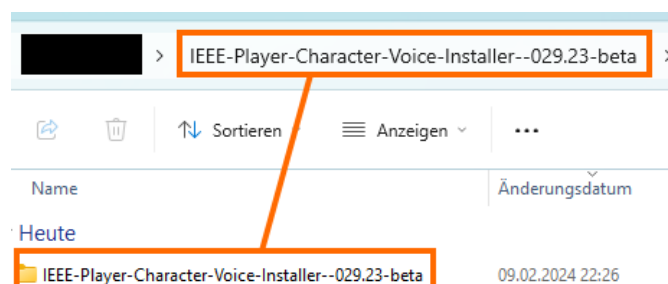 > IEEE-Player-Character-Voice-Installer--029.23-beta >
Sortieren Anzeigen ...
Name Änderungsdatum
Heute
IEEE-Player-Character-Voice-Installer--029.23-beta 09.02.2024 22:26